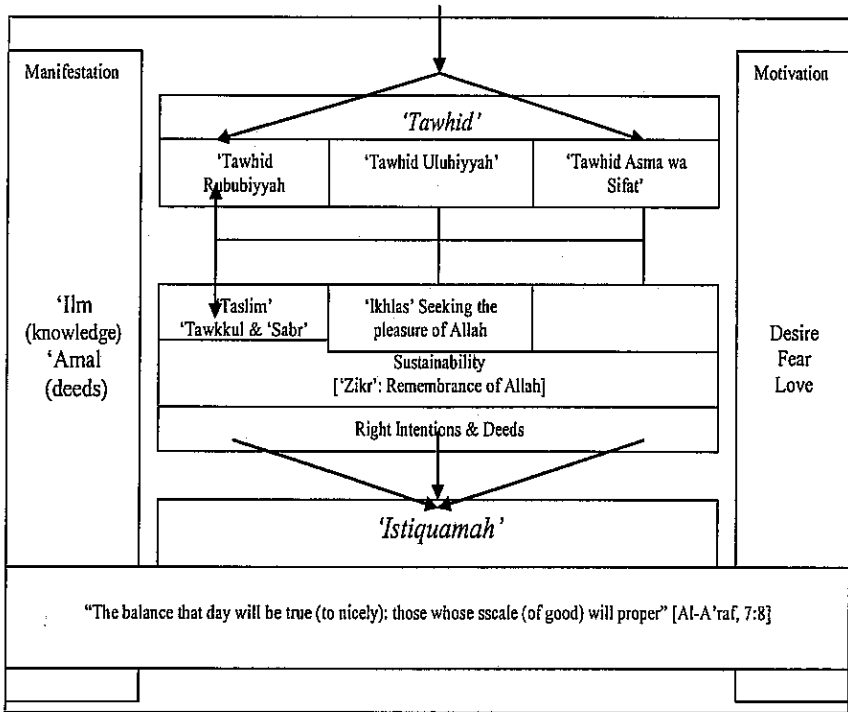 Manifestation
Motivation
‘Tawhid’
‘Tawhid
Rububiyyah
‘Tawhid Uluhiyyah’
‘Tawhid Asma wa
Sifat’
‘Ilm
(knowledge)
‘Amal
(deeds)
‘Taslim’
‘Tawkkul & ‘Sabr’
‘Ikhlas’ Seeking the
pleasure of Allah
Desire
Fear
Love
Sustainability
[‘Zikr’: Remembrance of Allah]
Right Intentions & Deeds
‘Istiquamah’
“The balance that day will be true (to nicely); those whose sscale (of good) will proper” [Al-A’raf, 7:8]